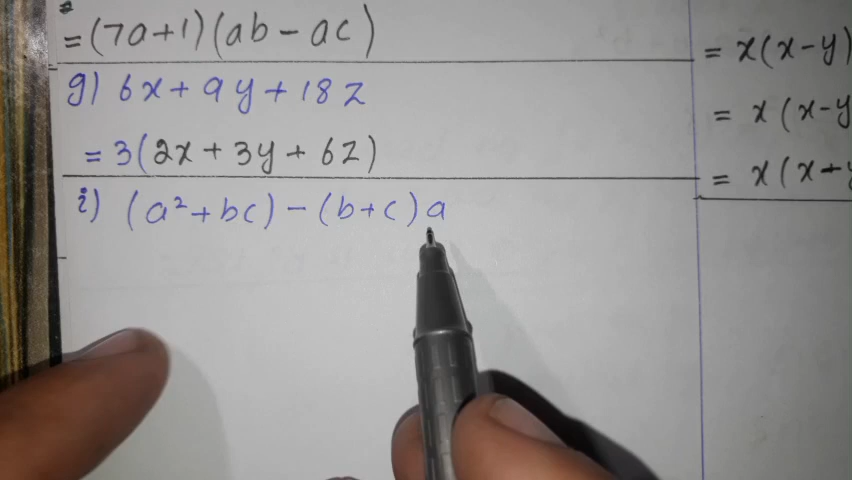 = (7a+1) (ab - ac)
g) 6x + 9y + 18z
= 3(2x + 3y + 6z)
i) (a² + bc) - (b+c) a
= x(x-y)
= x (x-y
= x (x+y